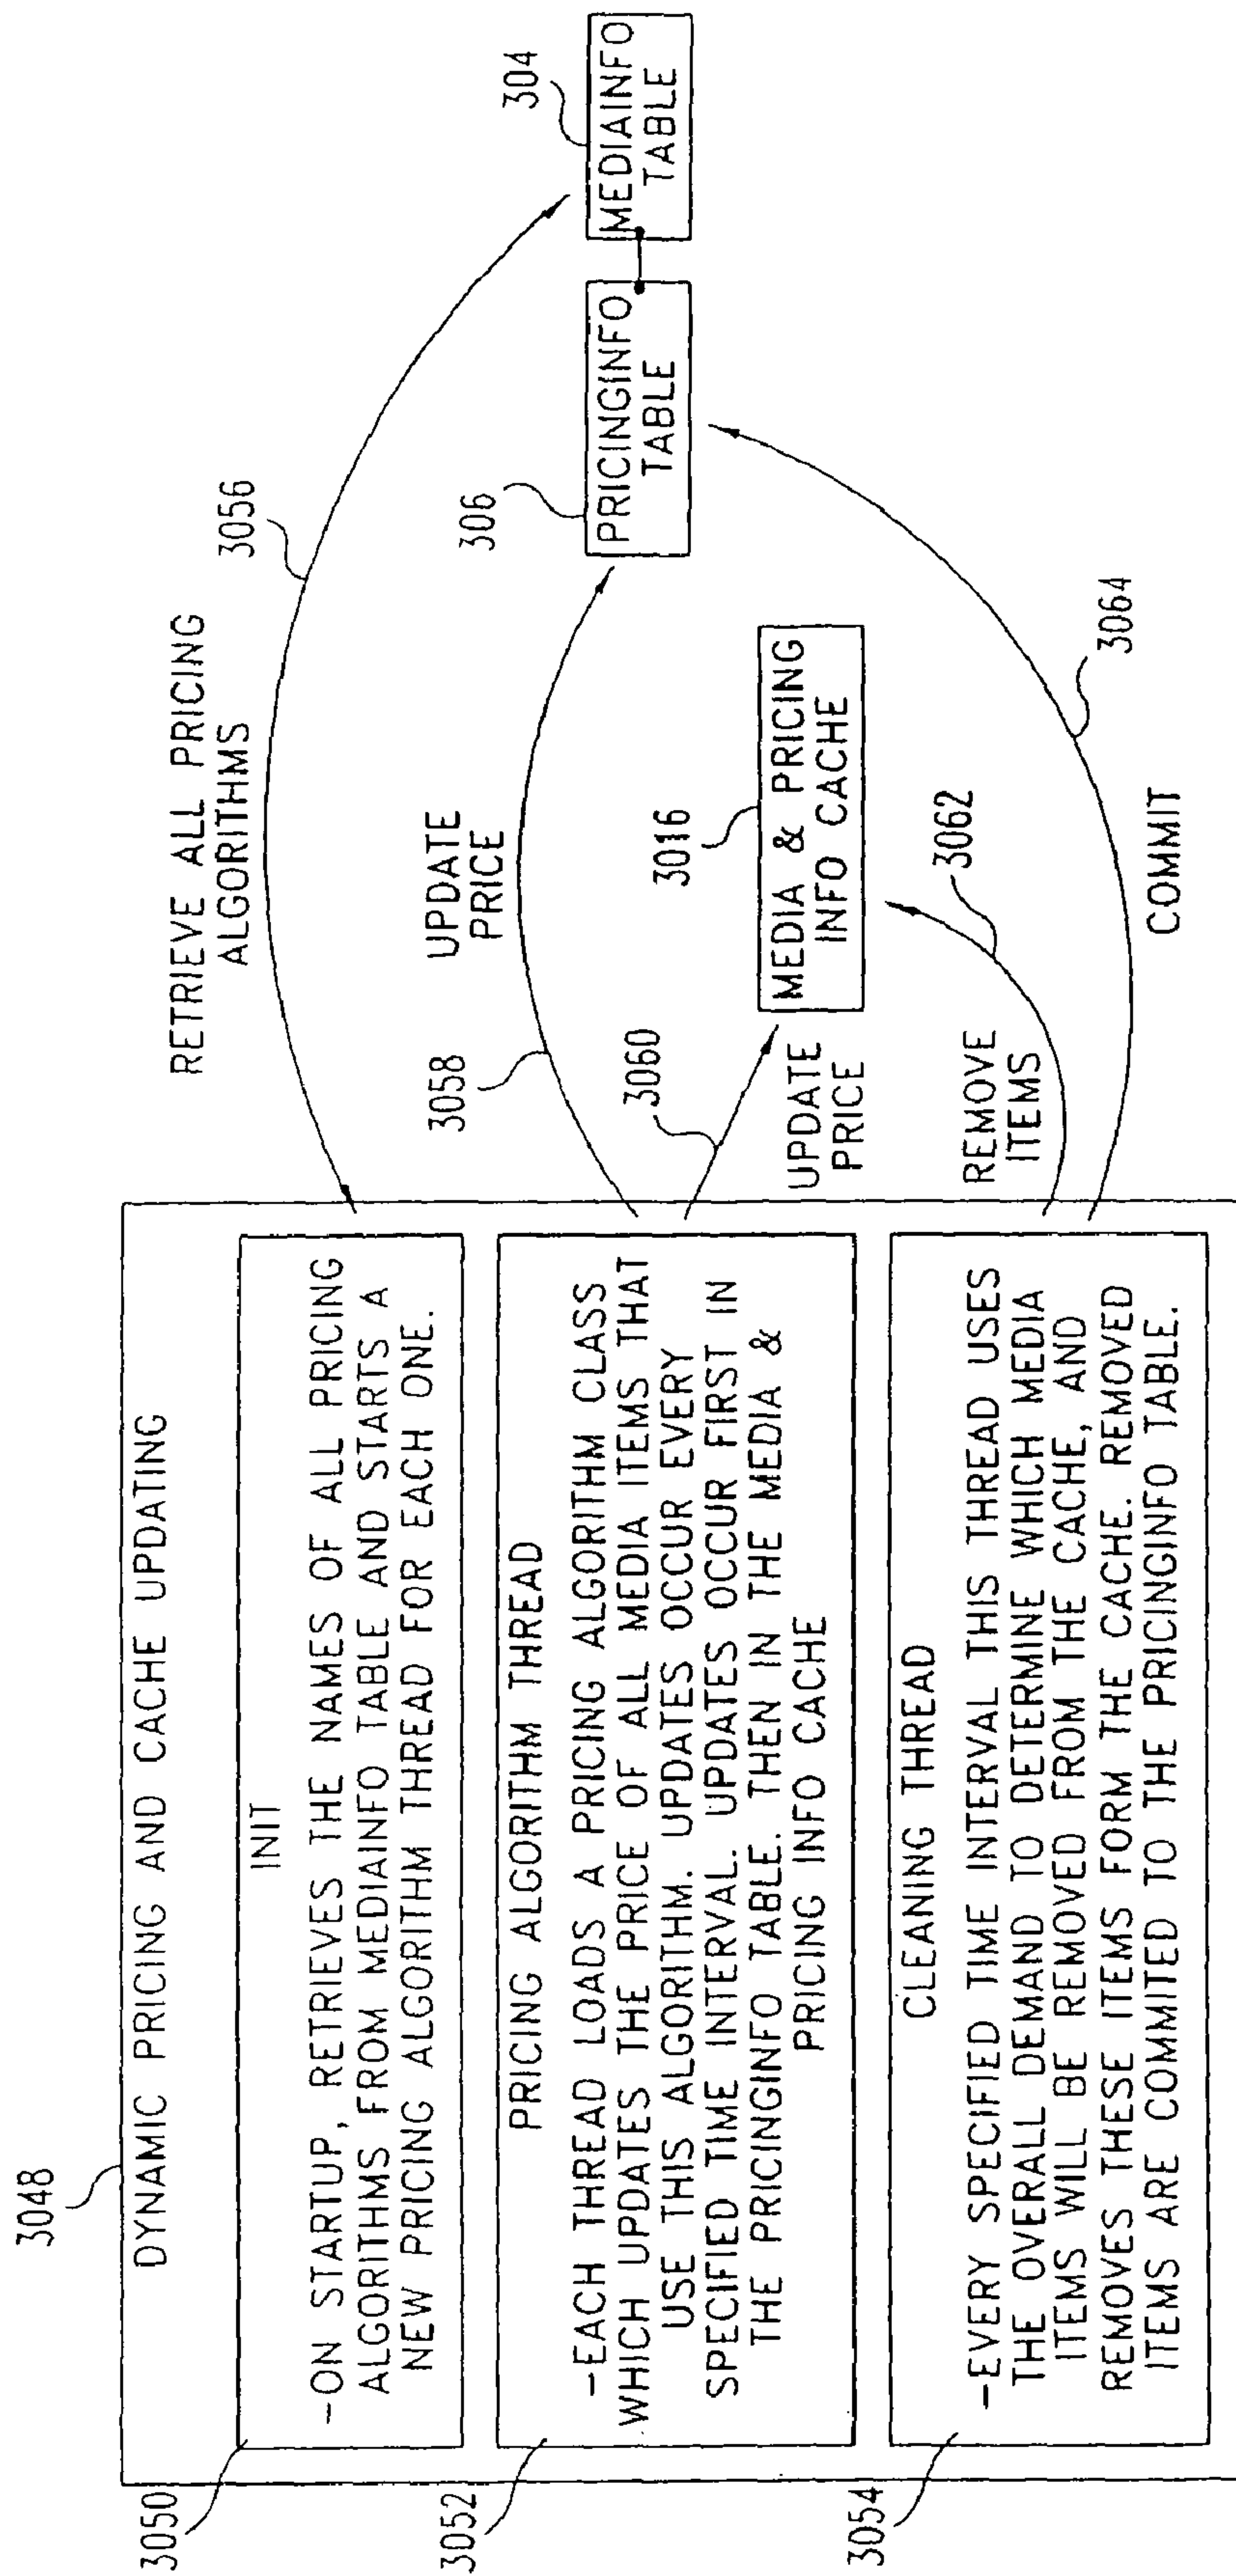 3048
DYNAMIC PRICING AND CACHE UPDATING
3050
INIT
-ON STARTUP, RETRIEVES THE NAMES OF ALL PRICING
ALGORITHMS FROM MEDIAINFO TABLE AND STARTS A
NEW PRICING ALGORITHM THREAD FOR EACH ONE.
3052
PRICING ALGORITHM THREAD
-EACH THREAD LOADS A PRICING ALGORITHM CLASS
WHICH UPDATES THE PRICE OF ALL MEDIA ITEMS THAT
USE THIS ALGORITHM. UPDATES OCCUR EVERY
SPECIFIED TIME INTERVAL. UPDATES OCCUR FIRST IN
THE PRICINGINFO TABLE. THEN IN THE MEDIA &
PRICING INFO CACHE
3054
CLEANING THREAD
-EVERY SPECIFIED TIME INTERVAL THIS THREAD USES
THE OVERALL DEMAND TO DETERMINE WHICH MEDIA
ITEMS WILL BE REMOVED FROM THE CACHE, AND
REMOVES THESE ITEMS FORM THE CACHE. REMOVED
ITEMS ARE COMMITED TO THE PRICINGINFO TABLE.
RETRIEVE ALL PRICING
ALGORITHMS
3056
3058
UPDATE
PRICE
3060
UPDATE
PRICE
3016
MEDIA & PRICING
INFO CACHE
REMOVE
ITEMS
3062
COMMIT
3064
306
PRICINGINFO
TABLE
304
MEDIAINFO
TABLE